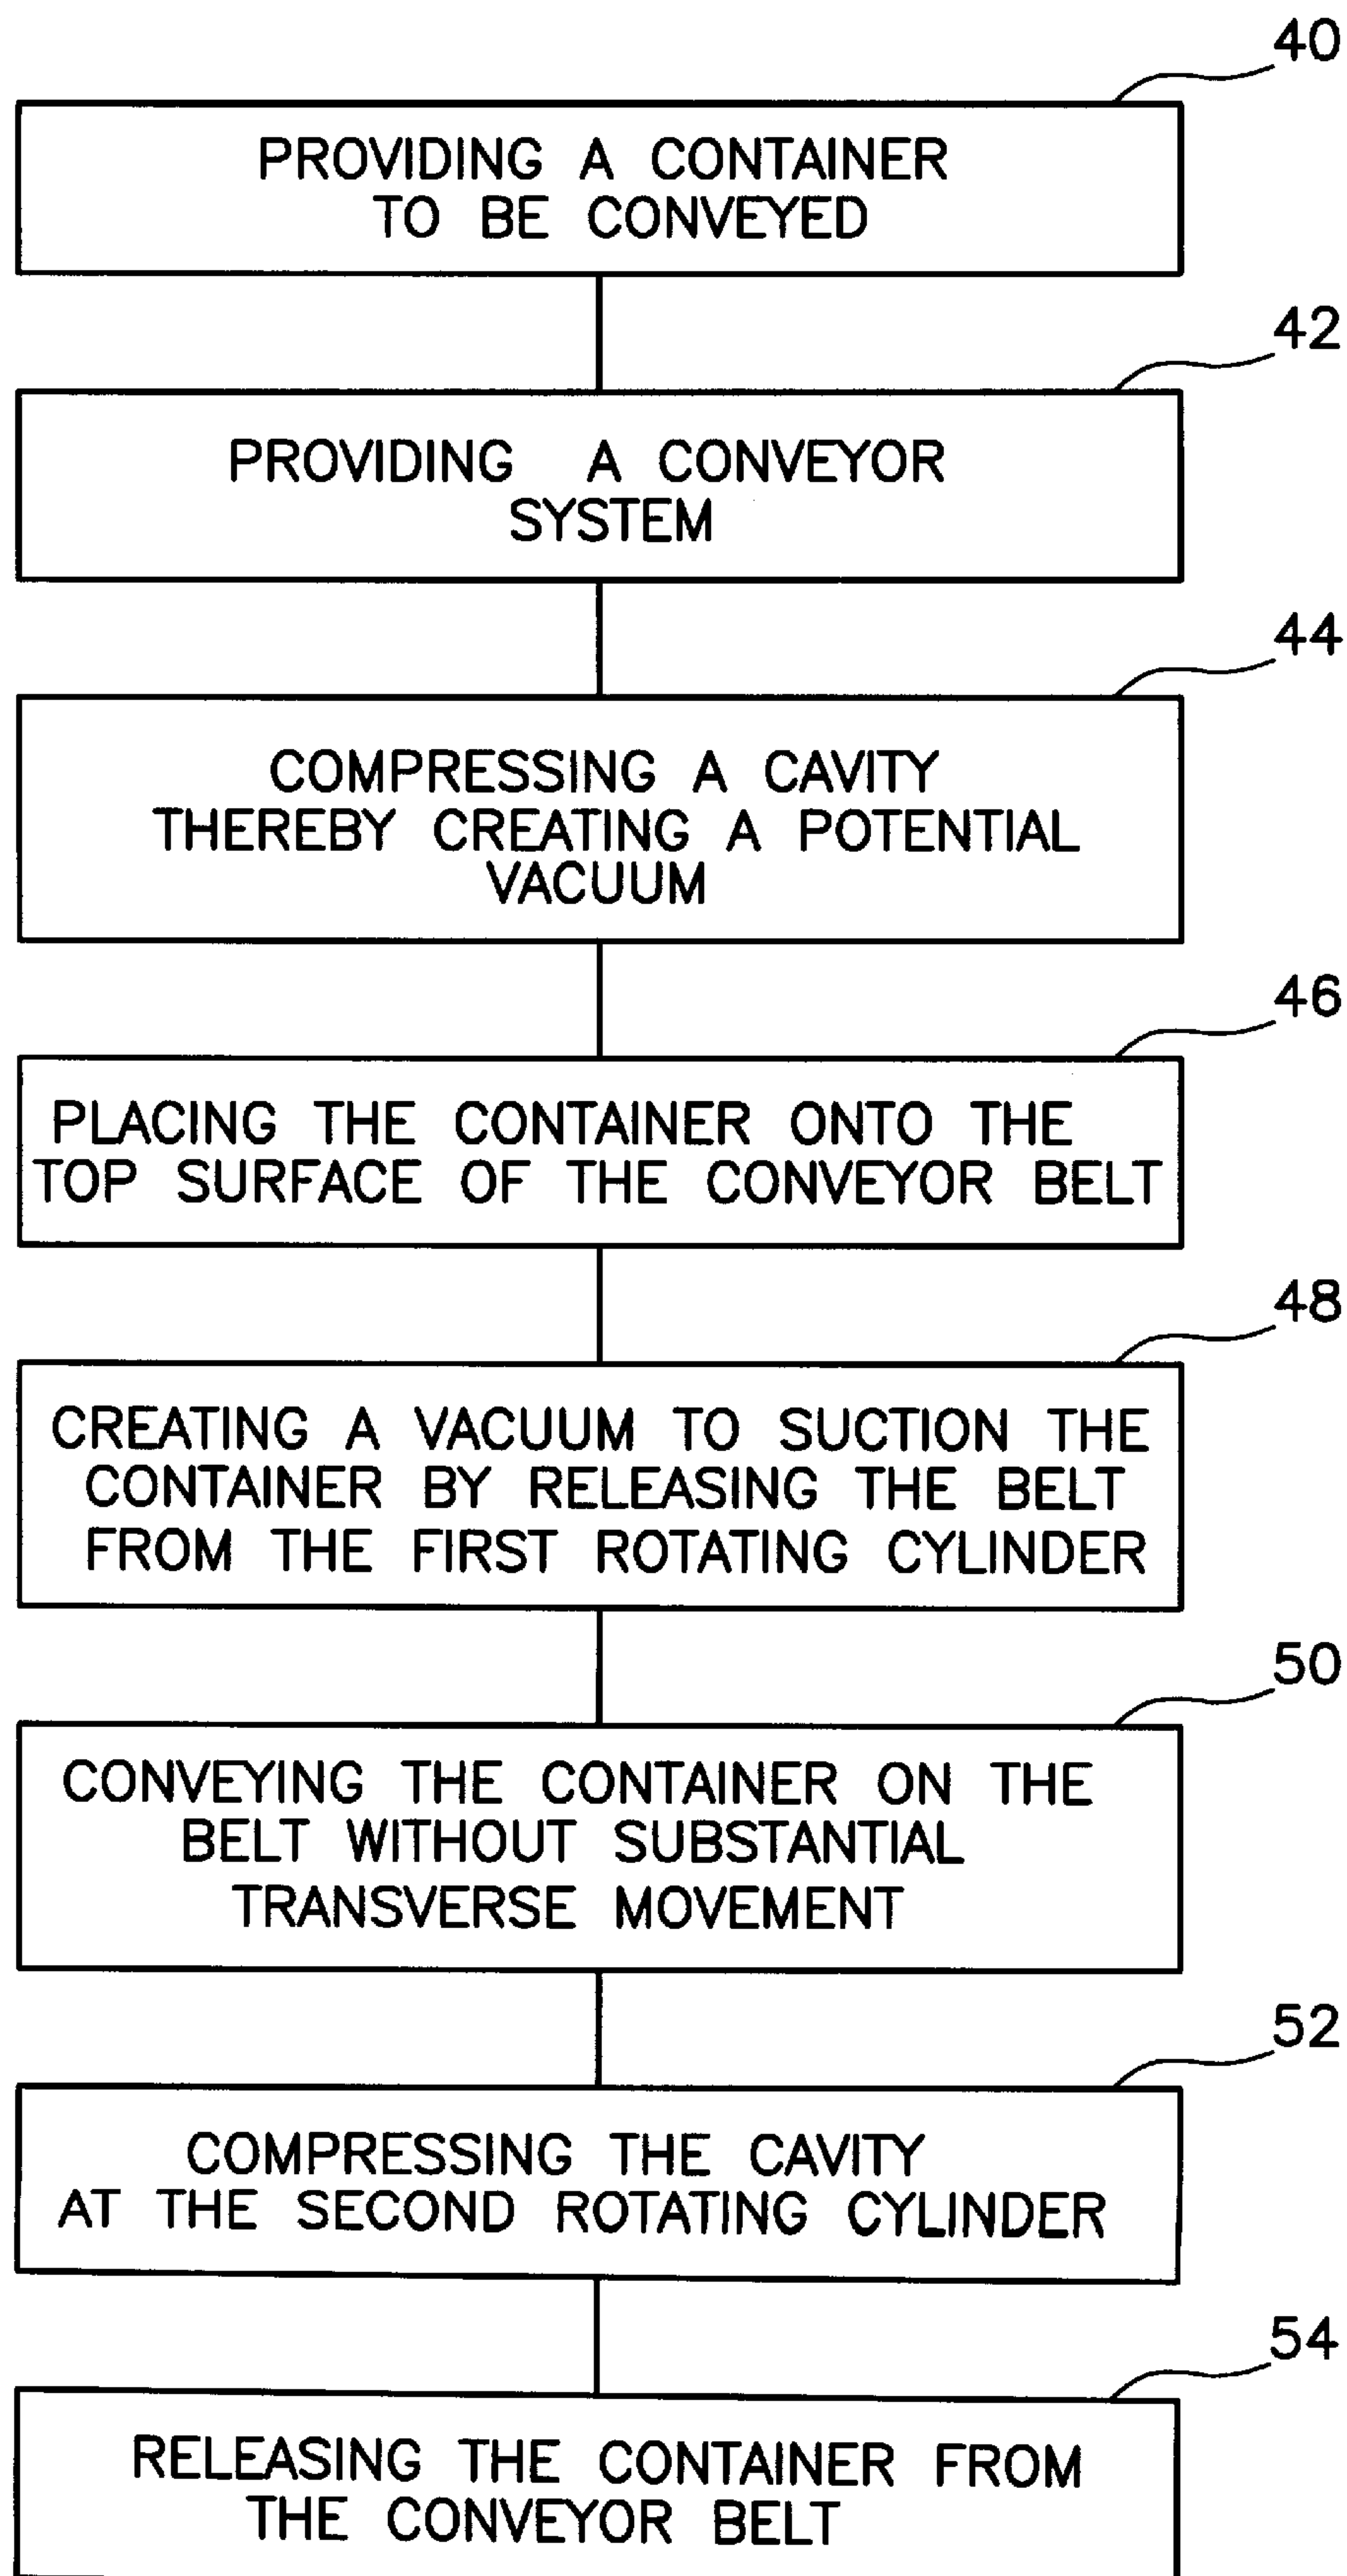 40
PROVIDING A CONTAINER
TO BE CONVEYED
42
PROVIDING A CONVEYOR
SYSTEM
44
COMPRESSING A CAVITY
THEREBY CREATING A POTENTIAL
VACUUM
46
PLACING THE CONTAINER ONTO THE
TOP SURFACE OF THE CONVEYOR BELT
48
CREATING A VACUUM TO SUCTION THE
CONTAINER BY RELEASING THE BELT
FROM THE FIRST ROTATING CYLINDER
50
CONVEYING THE CONTAINER ON THE
BELT WITHOUT SUBSTANTIAL
TRANSVERSE MOVEMENT
52
COMPRESSING THE CAVITY
AT THE SECOND ROTATING CYLINDER
54
RELEASING THE CONTAINER FROM
THE CONVEYOR BELT